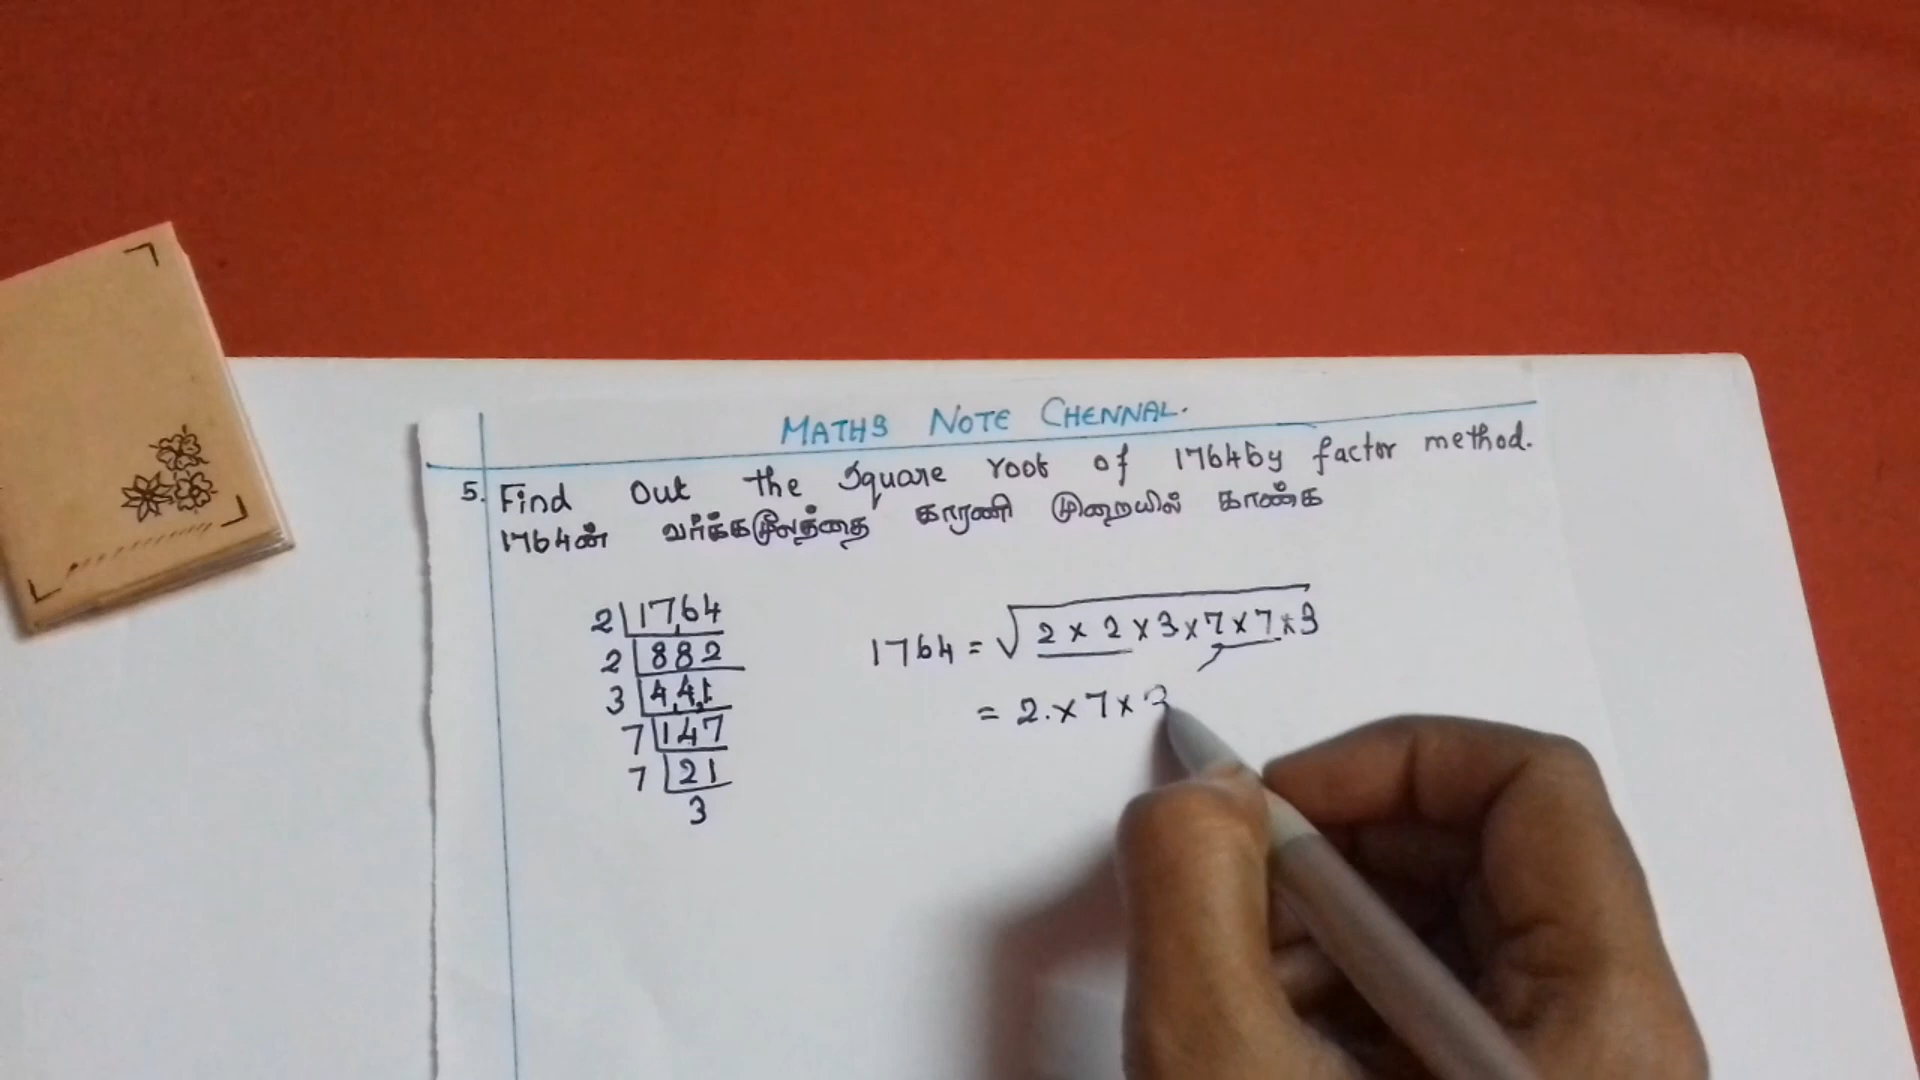 MATHS NOTE CHENNAI.
5. Find Out the Square root of 1764 by factor method.
1764ன் வர்க்கமூலத்தை காரணி முறையில் காண்க
2 1764
2 882
3 441
7 147
7 21
3
1764 = √2 × 2 × 3 × 7 × 7 × 3
= 2. × 7 × 3